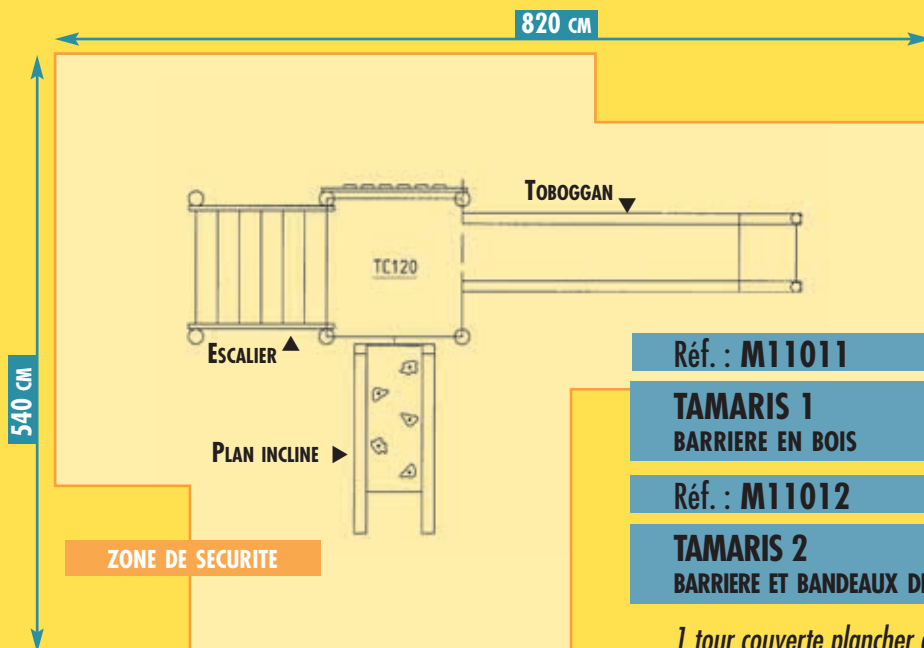 820 CM
TOBOGGAN
TC120
ESCALIER
540 CM
PLAN INCLINE
ZONE DE SECURITE
Réf. : M11011
TAMARIS 1
BARRIERE EN BOIS
Réf. : M11012
TAMARIS 2
BARRIERE ET BANDEAUX
1 tour couverte plancher